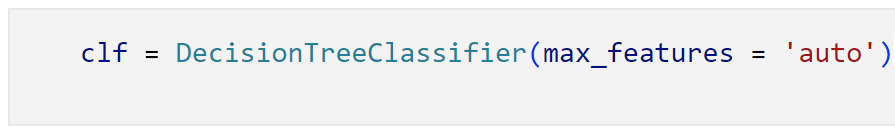 clf = DecisionTreeClassifier(max_features = 'auto')